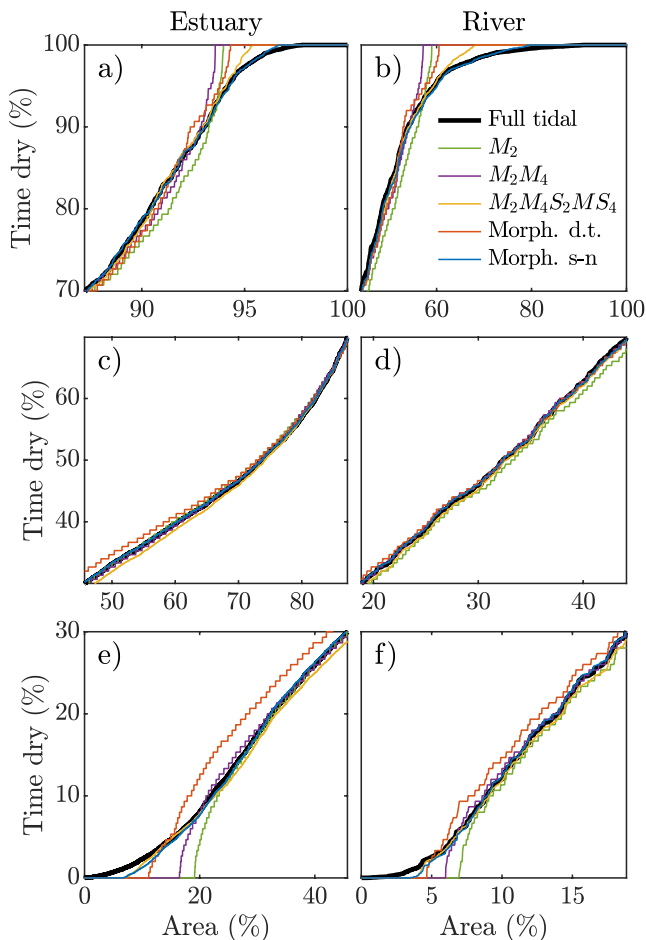 Estuary
River
100
90
80
70
Time dry (%)
a)
90
95
100
b)
Full tidal
M₂
M₂M₄
M₂M₄S₂MS₄
Morph. d.t.
Morph. s-n
60
80
100
60
50
40
Time dry (%)
c)
50
60
70
80
d)
20
30
40
30
20
10
0
Time dry (%)
e)
0
20
40
Area (%)
f)
0
5
10
15
Area (%)